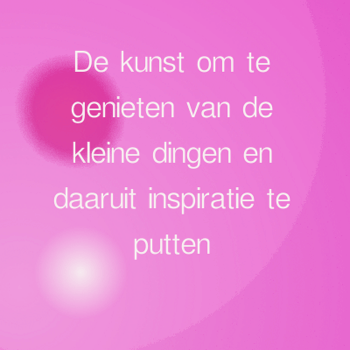 De kunst om te
genieten van de
kleine dingen en
daaruit inspiratie te
putten